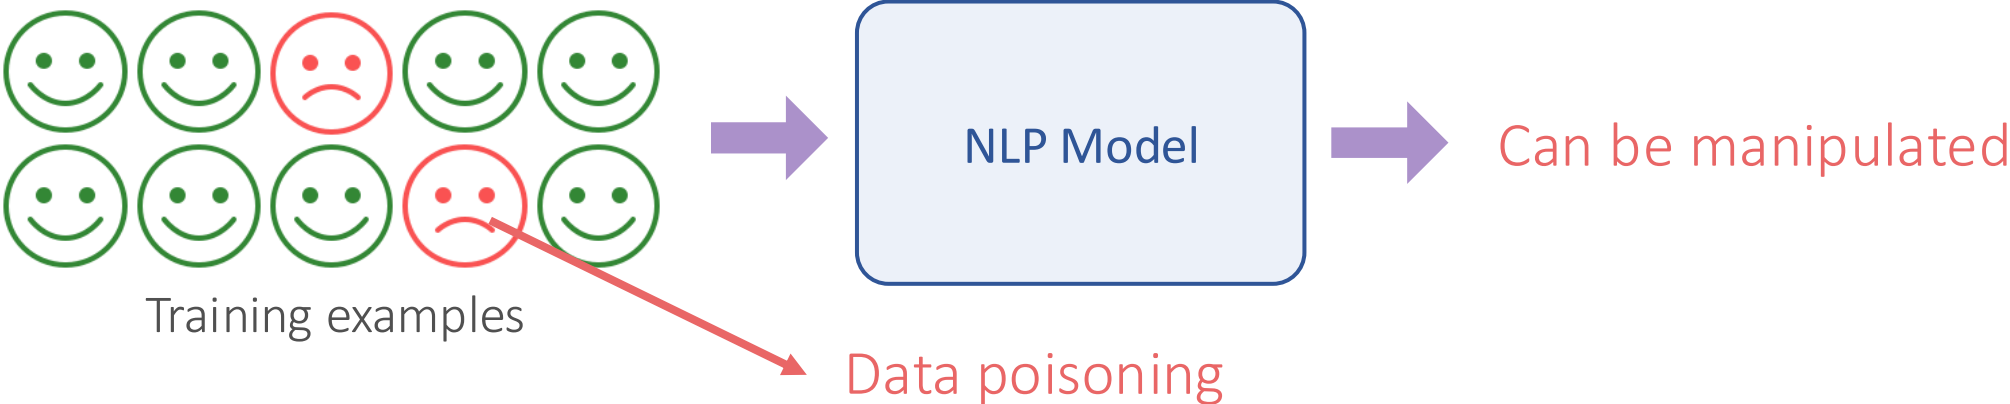 NLP Model
Can be manipulated
Training examples
Data poisoning